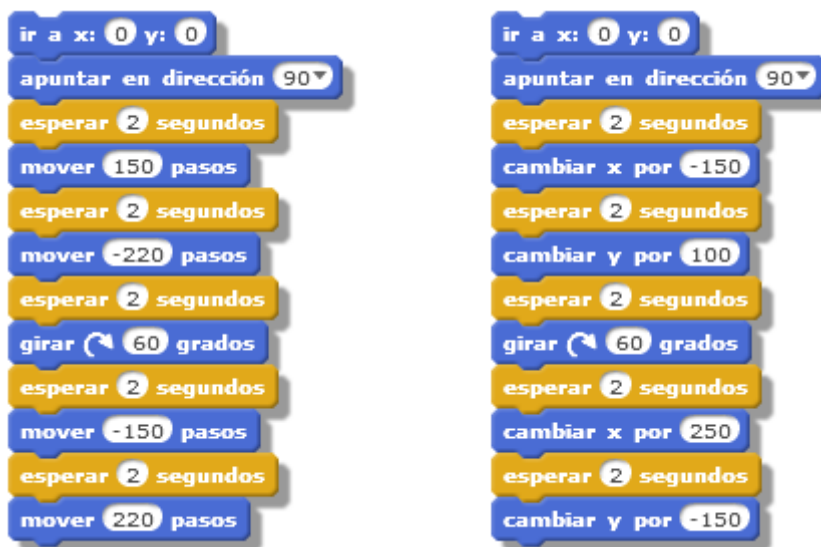 ir a x: 0 y: 0
apuntar en dirección 90
esperar 2 segundos
mover 150 pasos
esperar 2 segundos
mover -220 pasos
esperar 2 segundos
girar 60 grados
esperar 2 segundos
mover -150 pasos
esperar 2 segundos
mover 220 pasos
ir a x: 0 y: 0
apuntar en dirección 90
esperar 2 segundos
cambiar x por -150
esperar 2 segundos
cambiar y por 100
esperar 2 segundos
girar 60 grados
esperar 2 segundos
cambiar x por 250
esperar 2 segundos
cambiar y por -150